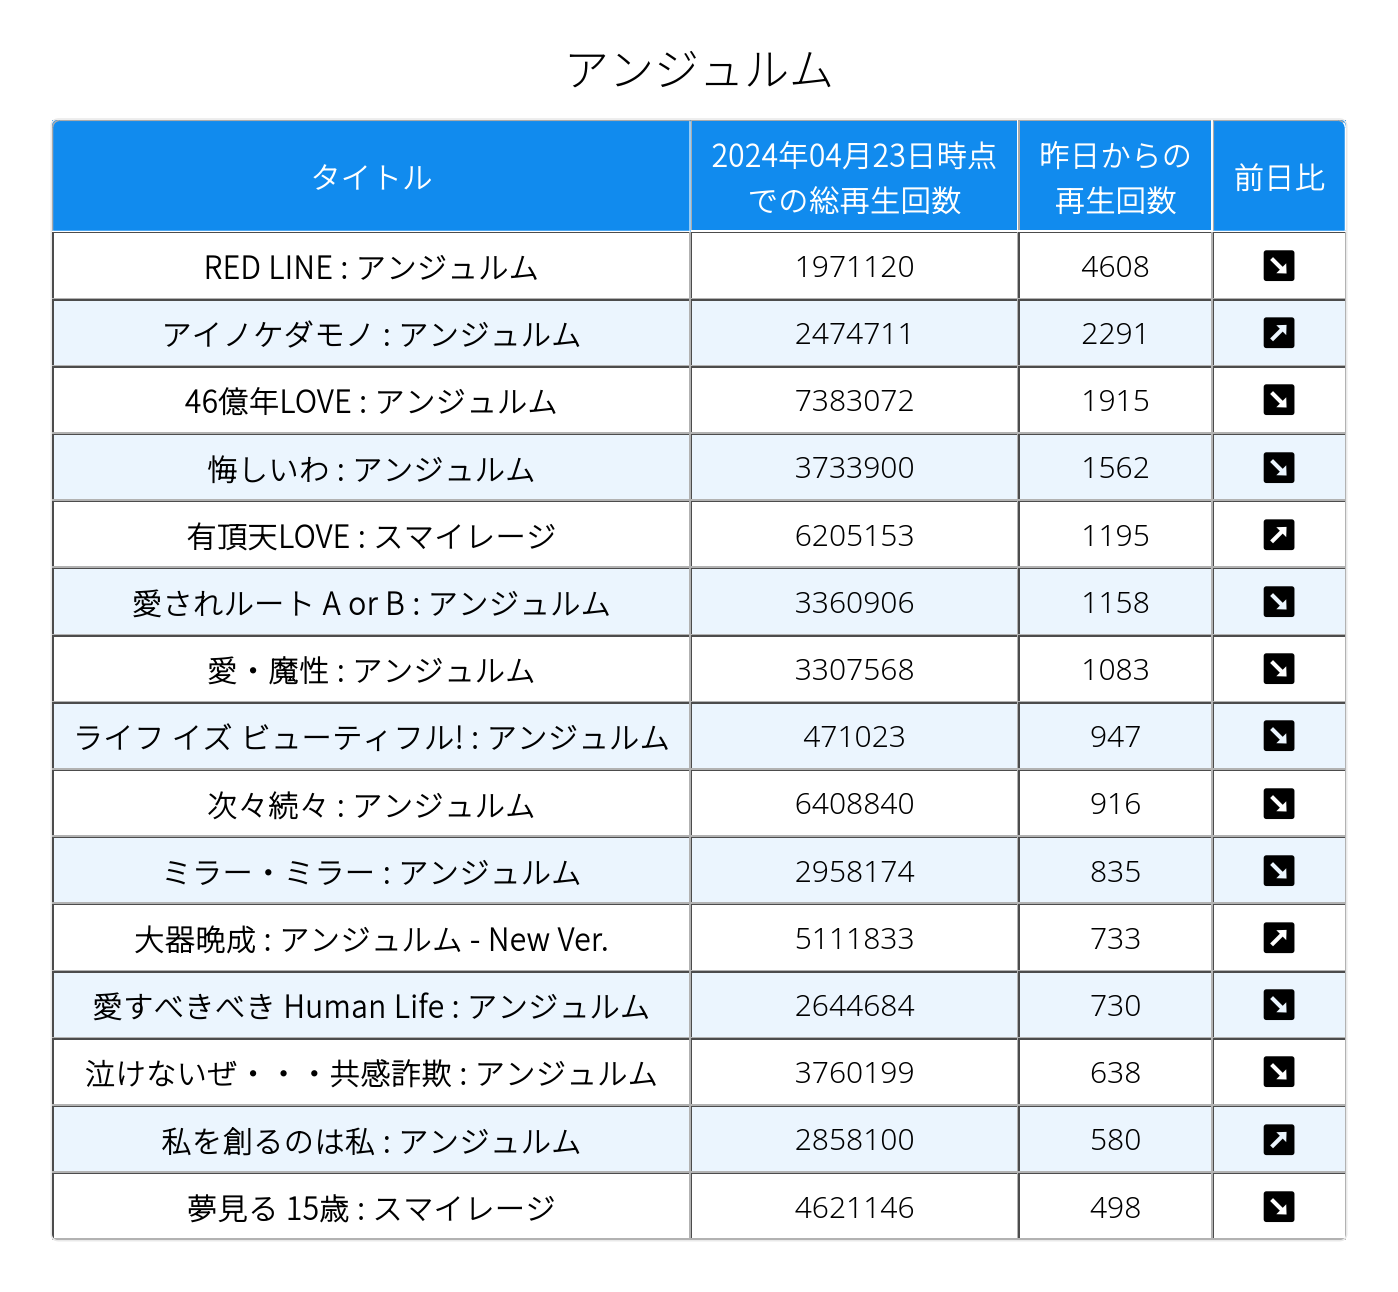 アンジュルム
タイトル 2024年04月23日時点での総再生回数 昨日からの再生回数 前日比
RED LINE : アンジュルム 1971120 4608 ↘
アイノケダモノ : アンジュルム 2474711 2291 ↗
46億年LOVE : アンジュルム 7383072 1915 ↘
悔しいわ : アンジュルム 3733900 1562 ↘
有頂天LOVE : スマイレージ 6205153 1195 ↗
愛されルート A or B : アンジュルム 3360906 1158 ↘
愛・魔性 : アンジュルム 3307568 1083 ↘
ライフ イズ ビューティフル! : アンジュルム 471023 947 ↘
次々続々 : アンジュルム 6408840 916 ↘
ミラー・ミラー : アンジュルム 2958174 835 ↘
大器晩成 : アンジュルム - New Ver. 5111833 733 ↗
愛すべきべき Human Life : アンジュルム 2644684 730 ↘
泣けないぜ・・・共感詐欺 : アンジュルム 3760199 638 ↘
私を創るのは私 : アンジュルム 2858100 580 ↗
夢見る 15歳 : スマイレージ 4621146 498 ↘